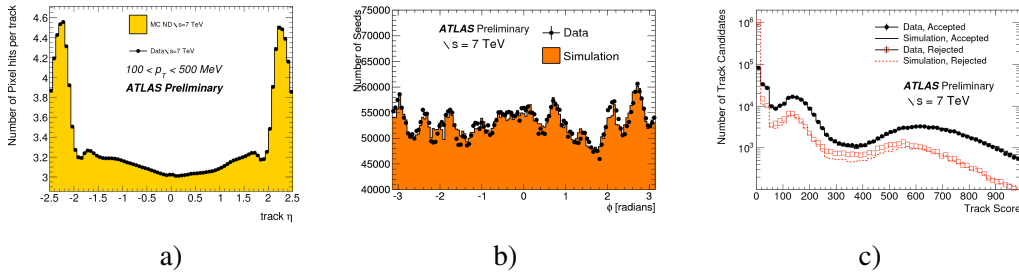 Number of Pixel hits per track
4.6
4.4
4.2
4
3.8
3.6
3.4
3.2
3
MC ND \s=7 TeV
Data\s=7 TeV
100 < p_T < 500 MeV
ATLAS Preliminary
-2.5 -2 -1.5 -1 -0.5 0 0.5 1 1.5 2 2.5
track η
a)
Number of Seeds
75000
70000
65000
60000
55000
50000
45000
40000
ATLAS Preliminary
\s = 7 TeV
Data
Simulation
-3 -2 -1 0 1 2 3
ϕ [radians]
b)
Number of Track Candidates
10⁶
10⁵
10⁴
10³
Data, Accepted
Simulation, Accepted
Data, Rejected
Simulation, Rejected
ATLAS Preliminary
\s = 7 TeV
0 100 200 300 400 500 600 700 800 900
Track Score
c)